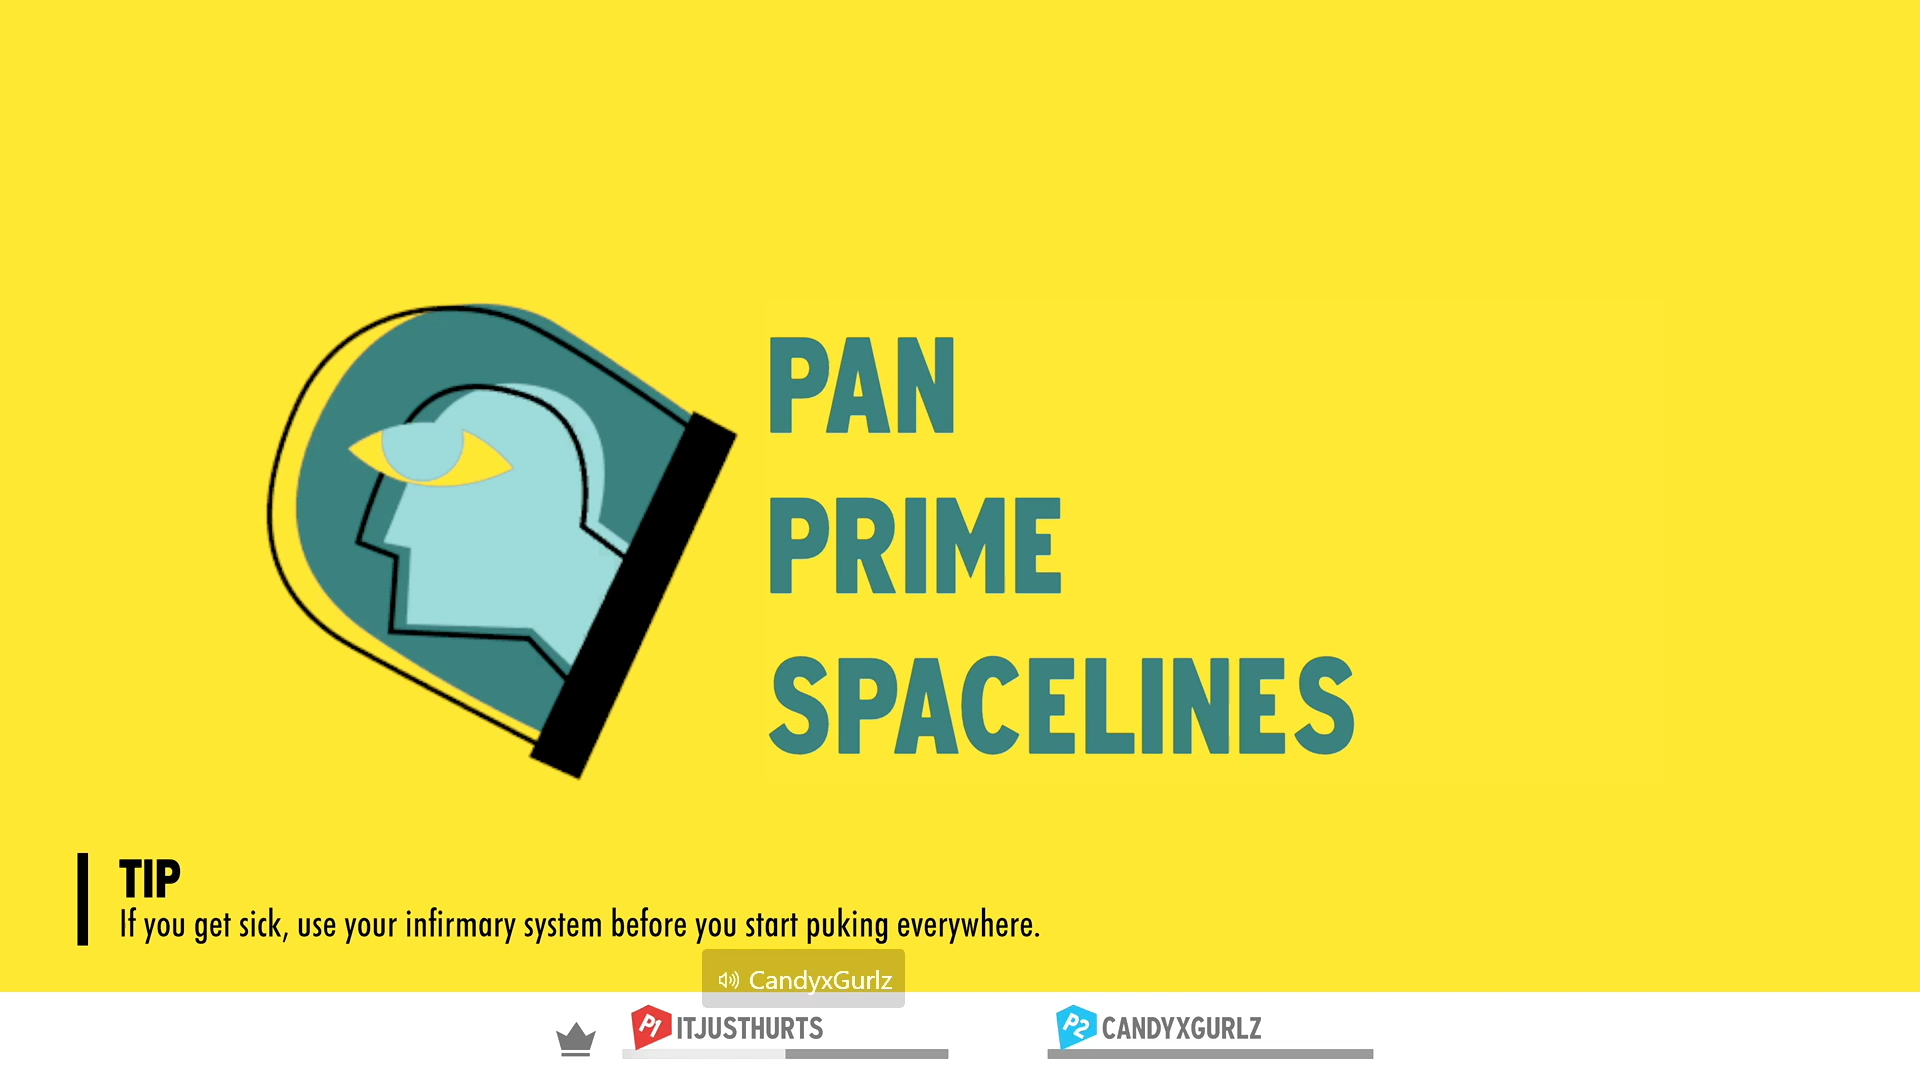 PAN
PRIME
SPACELINES
TIP
If you get sick, use your infirmary system before you start puking everywhere.
CandyxGurlz
P1 ITJUSTHURTS
P2 CANDYXGURLZ